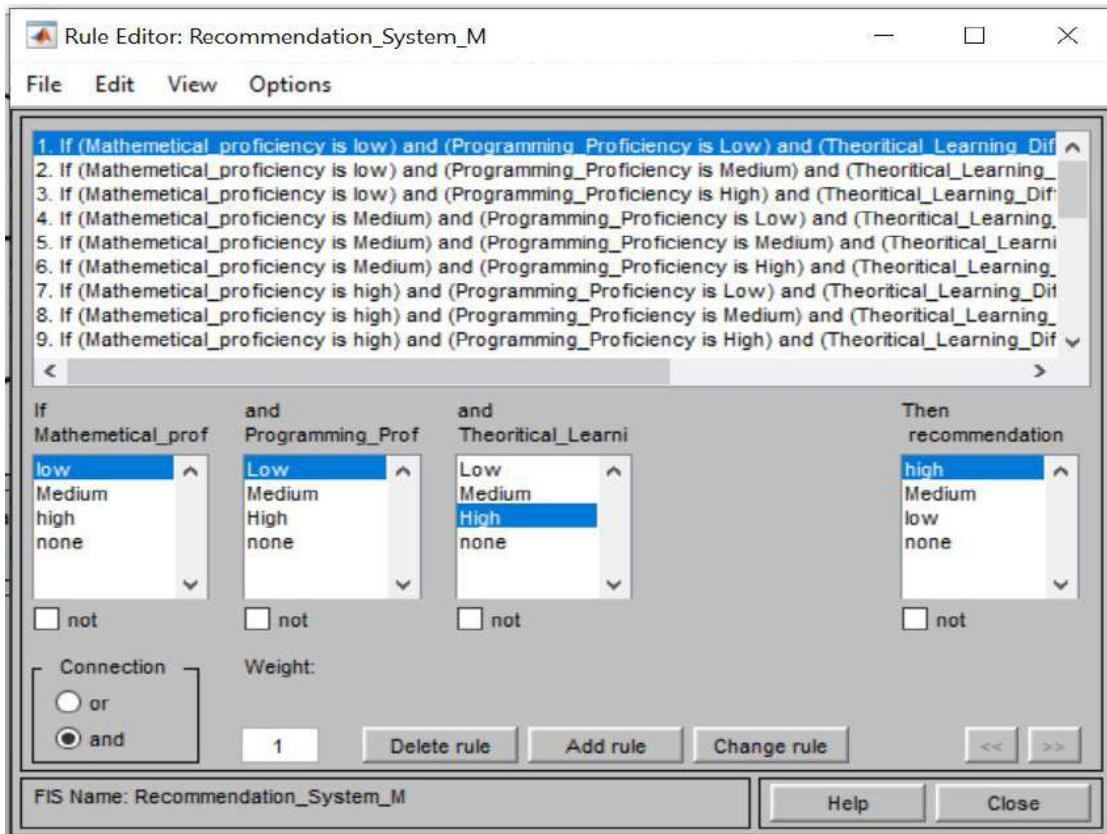 Rule Editor: Recommendation_System_M
File Edit View Options
1. If (Mathemetical_proficiency is low) and (Programming_Proficiency is Low) and (Theoritical_Learning_Dif
2. If (Mathemetical_proficiency is low) and (Programming_Proficiency is Medium) and (Theoritical_Learning_
3. If (Mathemetical_proficiency is low) and (Programming_Proficiency is High) and (Theoritical_Learning_Dif
4. If (Mathemetical_proficiency is Medium) and (Programming_Proficiency is Low) and (Theoritical_Learning_
5. If (Mathemetical_proficiency is Medium) and (Programming_Proficiency is Medium) and (Theoritical_Learni
6. If (Mathemetical_proficiency is Medium) and (Programming_Proficiency is High) and (Theoritical_Learning_
7. If (Mathemetical_proficiency is high) and (Programming_Proficiency is Low) and (Theoritical_Learning_Dif
8. If (Mathemetical_proficiency is high) and (Programming_Proficiency is Medium) and (Theoritical_Learning_
9. If (Mathemetical_proficiency is high) and (Programming_Proficiency is High) and (Theoritical_Learning_Dif
If
Mathemetical_prof
low
Medium
high
none
not
and
Programming_Prof
Low
Medium
High
none
not
and
Theoritical_Learni
Low
Medium
High
none
not
Then
recommendation
high
Medium
low
none
not
Connection
or
and
Weight:
1
Delete rule
Add rule
Change rule
<<
>>
FIS Name: Recommendation_System_M
Help
Close